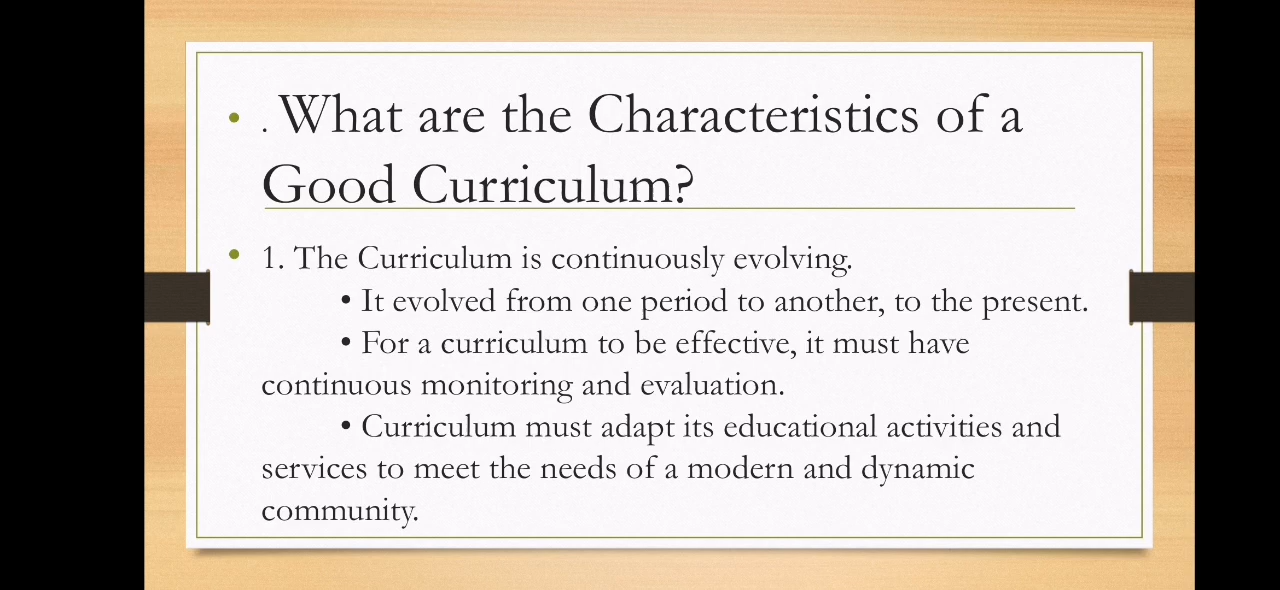 • . What are the Characteristics of a
Good Curriculum?
• 1. The Curriculum is continuously evolving.
• It evolved from one period to another, to the present.
• For a curriculum to be effective, it must have
continuous monitoring and evaluation.
• Curriculum must adapt its educational activities and
services to meet the needs of a modern and dynamic
community.